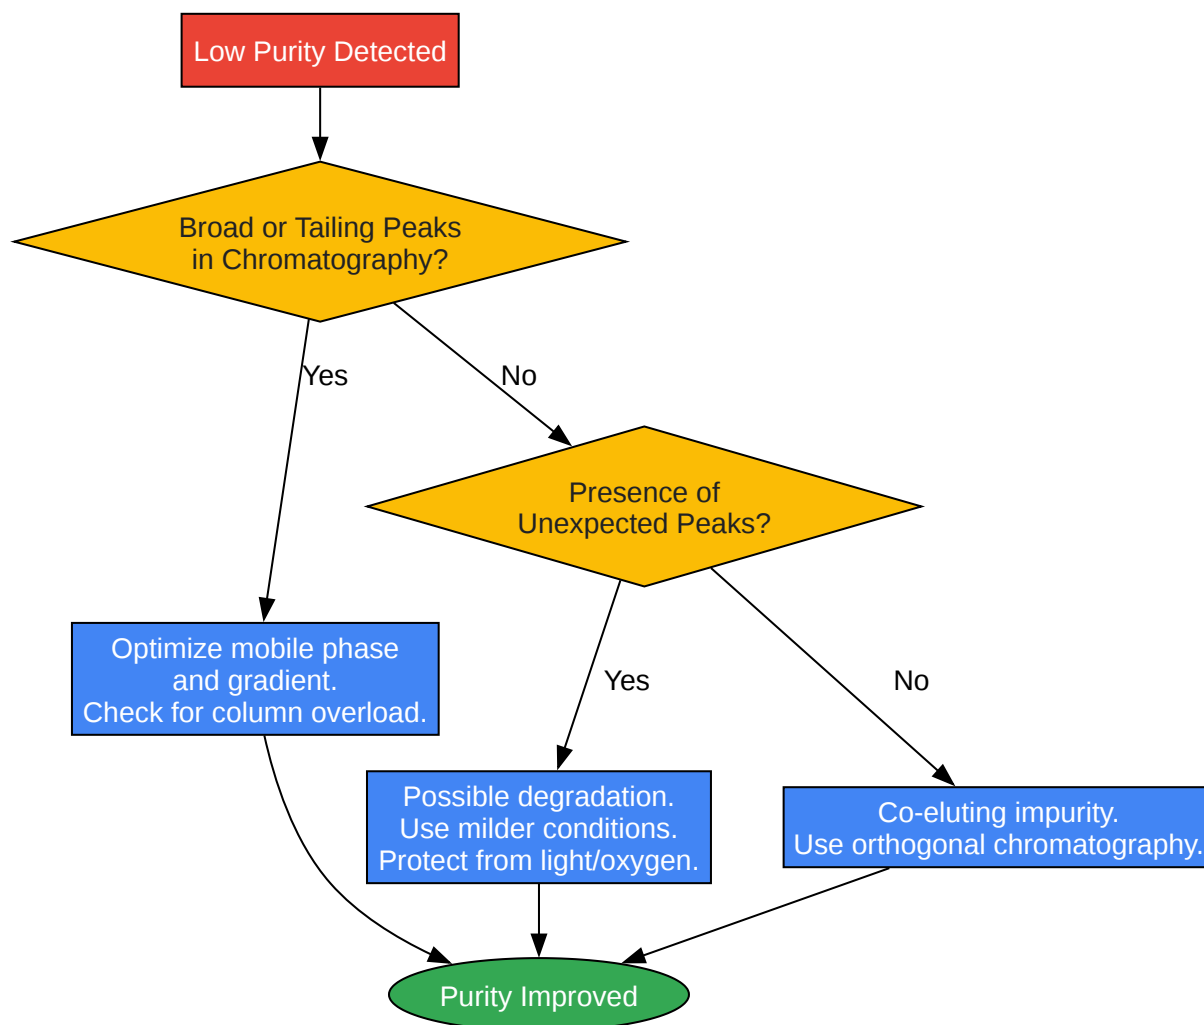 Low Purity Detected
Broad or Tailing Peaks
in Chromatography?
Yes
No
Presence of
Unexpected Peaks?
Optimize mobile phase
and gradient.
Check for column overload.
Yes
No
Possible degradation.
Use milder conditions.
Protect from light/oxygen.
Co-eluting impurity.
Use orthogonal chromatography.
Purity Improved